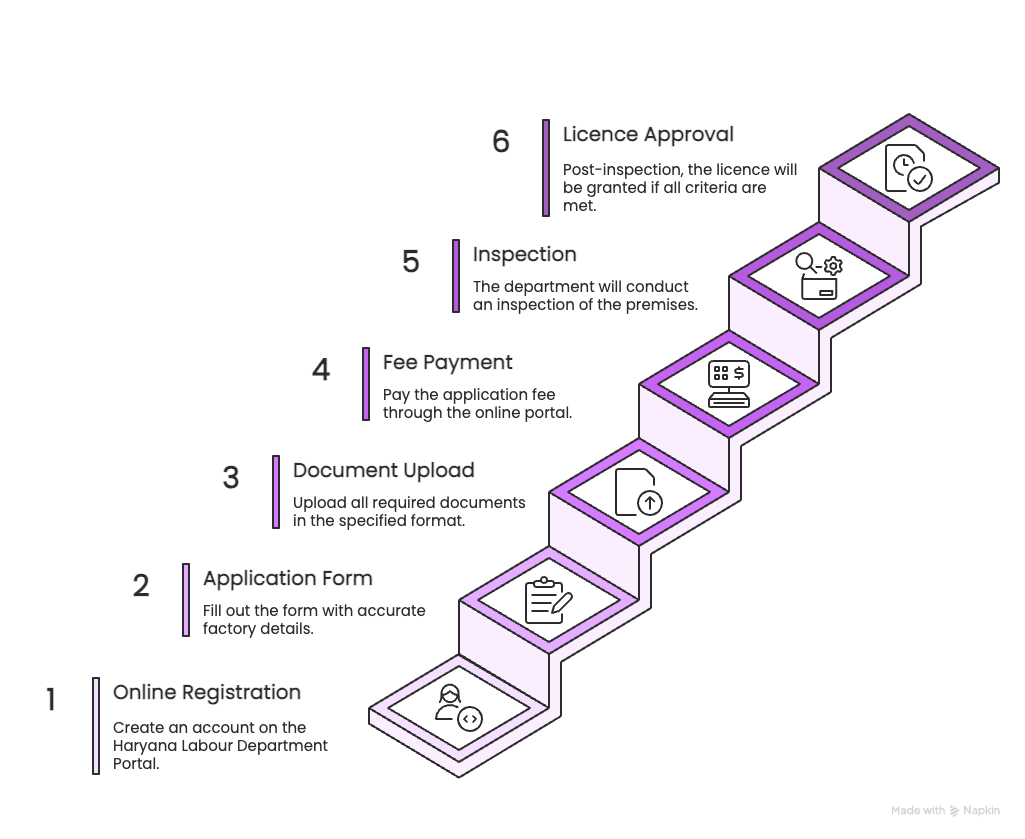 6
Licence Approval
Post-inspection, the licence will
be granted if all criteria are
met.
5
Inspection
The department will conduct
an inspection of the premises.
4
Fee Payment
Pay the application fee
through the online portal.
3
Document Upload
Upload all required documents
in the specified format.
2
Application Form
Fill out the form with accurate
factory details.
1
Online Registration
Create an account on the
Haryana Labour Department
Portal.
Made with Napkin